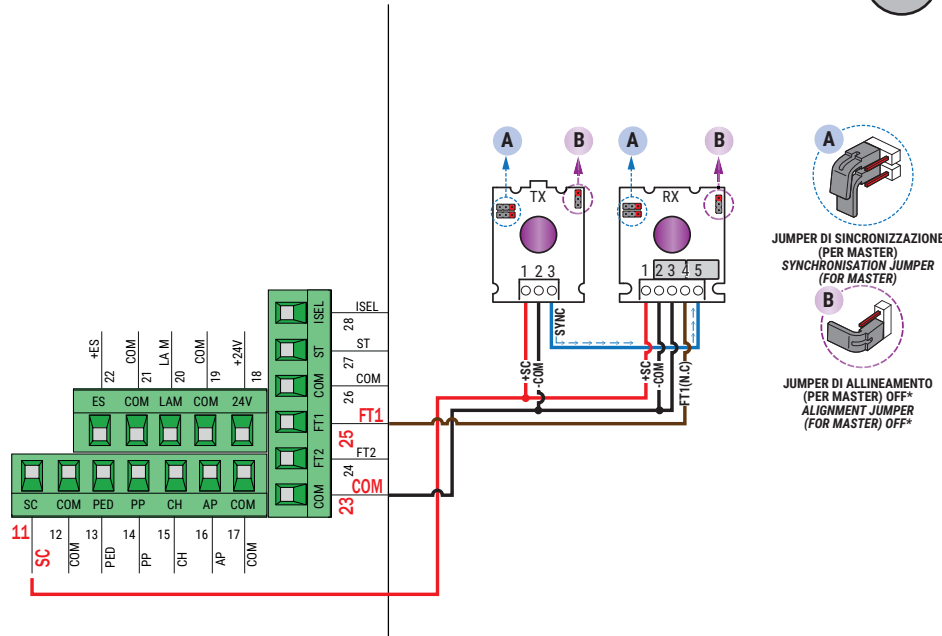 A
B
A
B
TX
RX
1 2 3
1 2 3 4 5
SYNC
+SC
-COM
+SC
-COM
FT1(N.C)
A
JUMPER DI SINCRONIZZAZIONE
(PER MASTER)
SYNCHRONISATION JUMPER
(FOR MASTER)
B
JUMPER DI ALLINEAMENTO
(PER MASTER) OFF*
ALIGNMENT JUMPER
(FOR MASTER) OFF*
ISEL
ISEL
28
ST
ST
27
COM
COM
26
FT1
FT1
25
FT2
FT2
24
COM
COM
23
+ES
22
COM
21
LA M
20
COM
19
+24V
18
ES COM LAM COM 24V
SC COM PED PP CH AP COM
11
SC
12
COM
13
PED
14
PP
15
CH
16
AP
17
COM